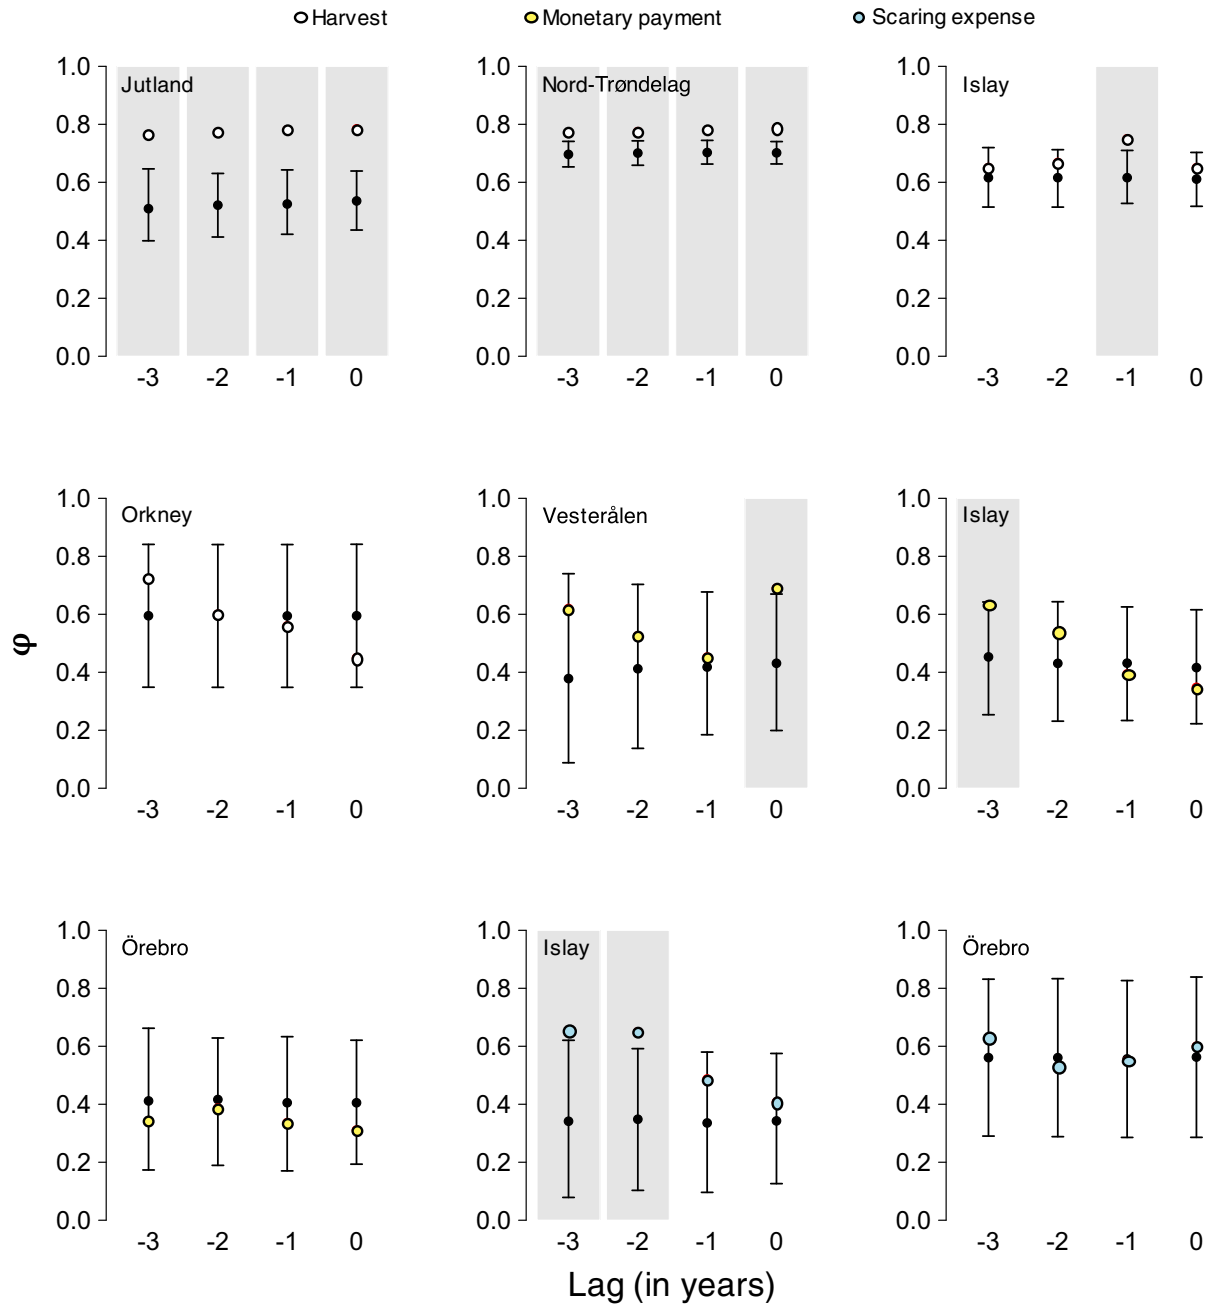 Harvest Monetary payment Scaring expense
Jutland
1.0
0.8
0.6
0.4
0.2
0.0
-3 -2 -1 0
Nord-Trøndelag
1.0
0.8
0.6
0.4
0.2
0.0
-3 -2 -1 0
Islay
1.0
0.8
0.6
0.4
0.2
0.0
-3 -2 -1 0
φ
Orkney
1.0
0.8
0.6
0.4
0.2
0.0
-3 -2 -1 0
Vesterålen
1.0
0.8
0.6
0.4
0.2
0.0
-3 -2 -1 0
Islay
1.0
0.8
0.6
0.4
0.2
0.0
-3 -2 -1 0
Örebro
1.0
0.8
0.6
0.4
0.2
0.0
-3 -2 -1 0
Islay
1.0
0.8
0.6
0.4
0.2
0.0
-3 -2 -1 0
Örebro
1.0
0.8
0.6
0.4
0.2
0.0
-3 -2 -1 0
Lag (in years)